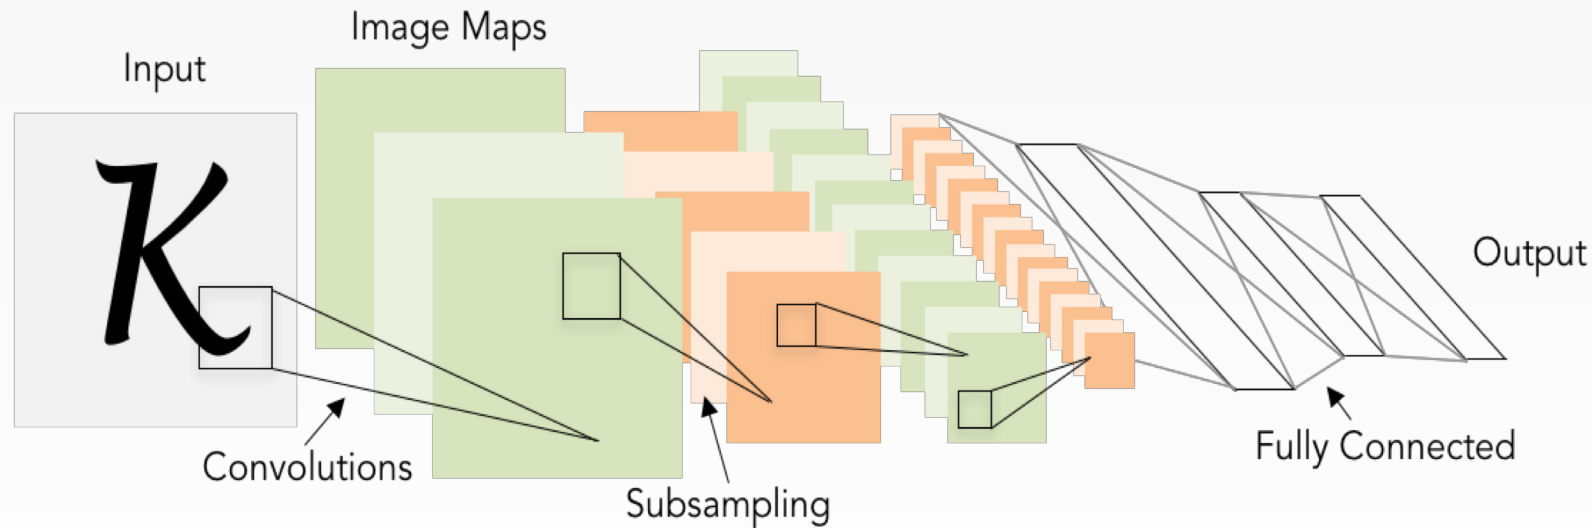 Image Maps
Input
K
Output
Convolutions
Subsampling
Fully Connected